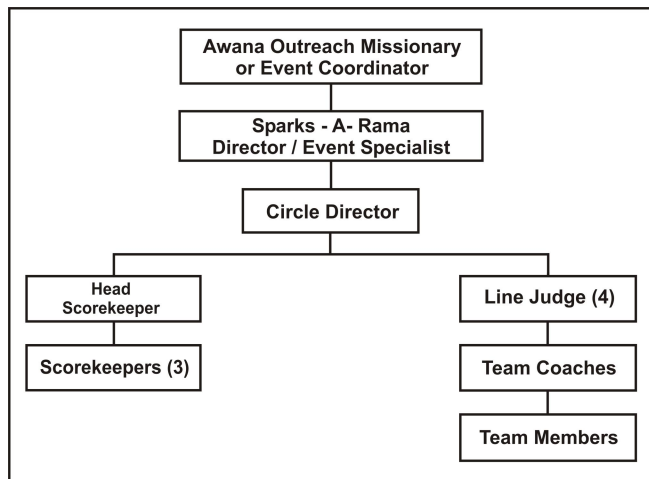 Awana Outreach Missionary
or Event Coordinator
Sparks - A- Rama
Director / Event Specialist
Circle Director
Head
Scorekeeper
Scorekeepers (3)
Line Judge (4)
Team Coaches
Team Members